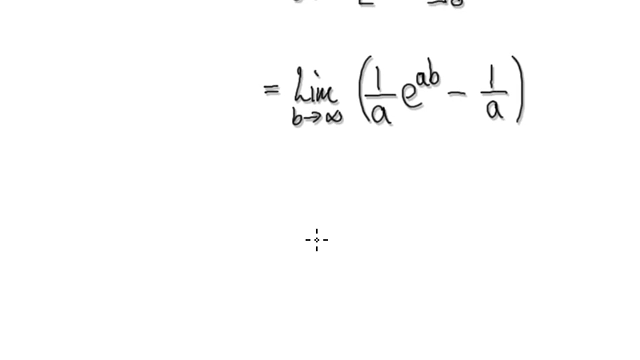 = lim b→∞ (1/a e^ab − 1/a)